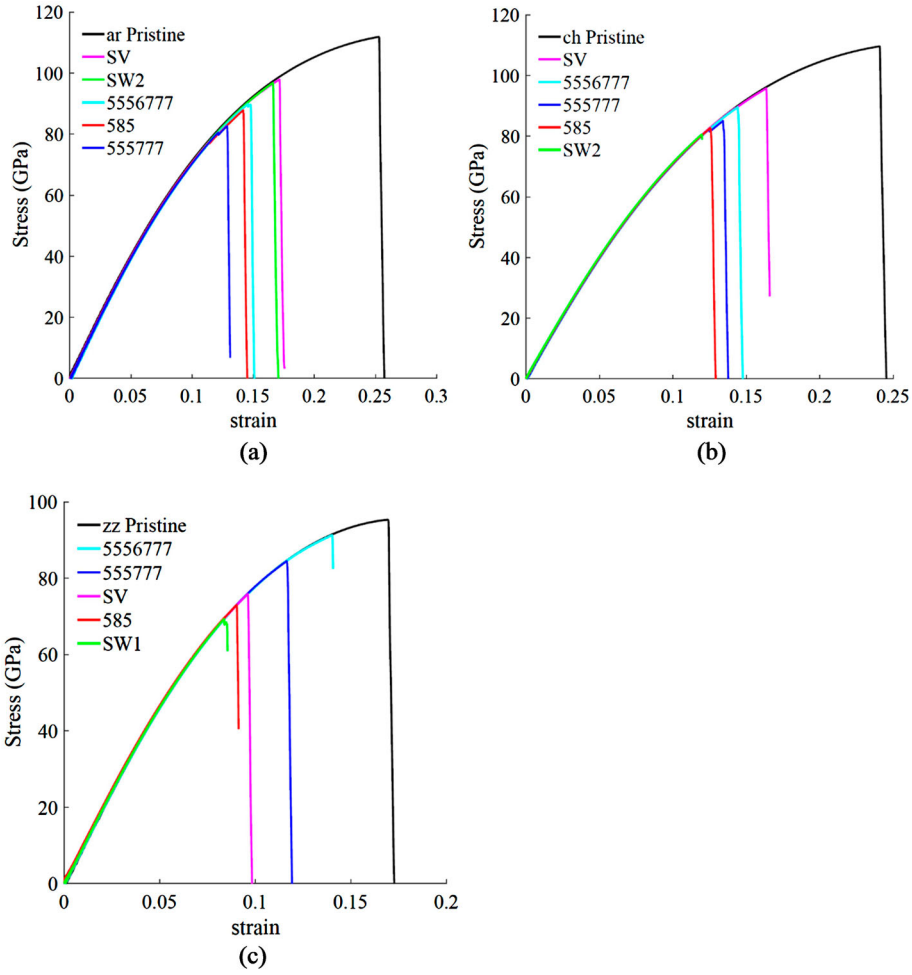 120
100
80
60
40
20
0
Stress (GPa)
ar Pristine
SV
SW2
5556777
585
555777
0 0.05 0.1 0.15 0.2 0.25 0.3
strain
(a)
120
100
80
60
40
20
0
Stress (GPa)
ch Pristine
SV
5556777
555777
585
SW2
0 0.05 0.1 0.15 0.2 0.25
strain
(b)
100
80
60
40
20
0
Stress (GPa)
zz Pristine
5556777
555777
SV
585
SW1
0 0.05 0.1 0.15 0.2
strain
(c)